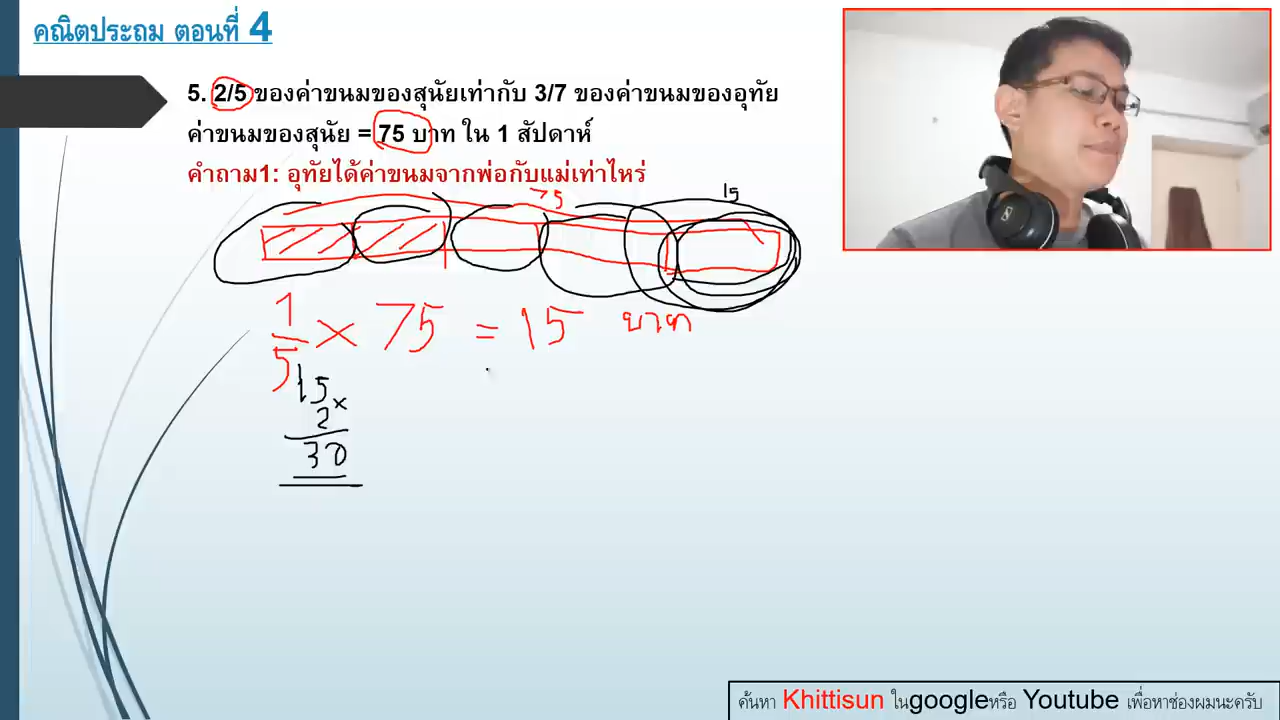 คณิตประถม ตอนที่ 4
5. 2/5 ของค่าขนมของสุนัยเท่ากับ 3/7 ของค่าขนมของอุทัย
ค่าขนมของสุนัย = 75 บาท ใน 1 สัปดาห์
คำถาม1: อุทัยได้ค่าขนมจากพ่อกับแม่เท่าไหร่
75 15
1/5 × 75 = 15 บาท
15 ×
2
30
ค้นหา Khittisun ในgoogleหรือ Youtube เพื่อหาช่องผมนะครับ